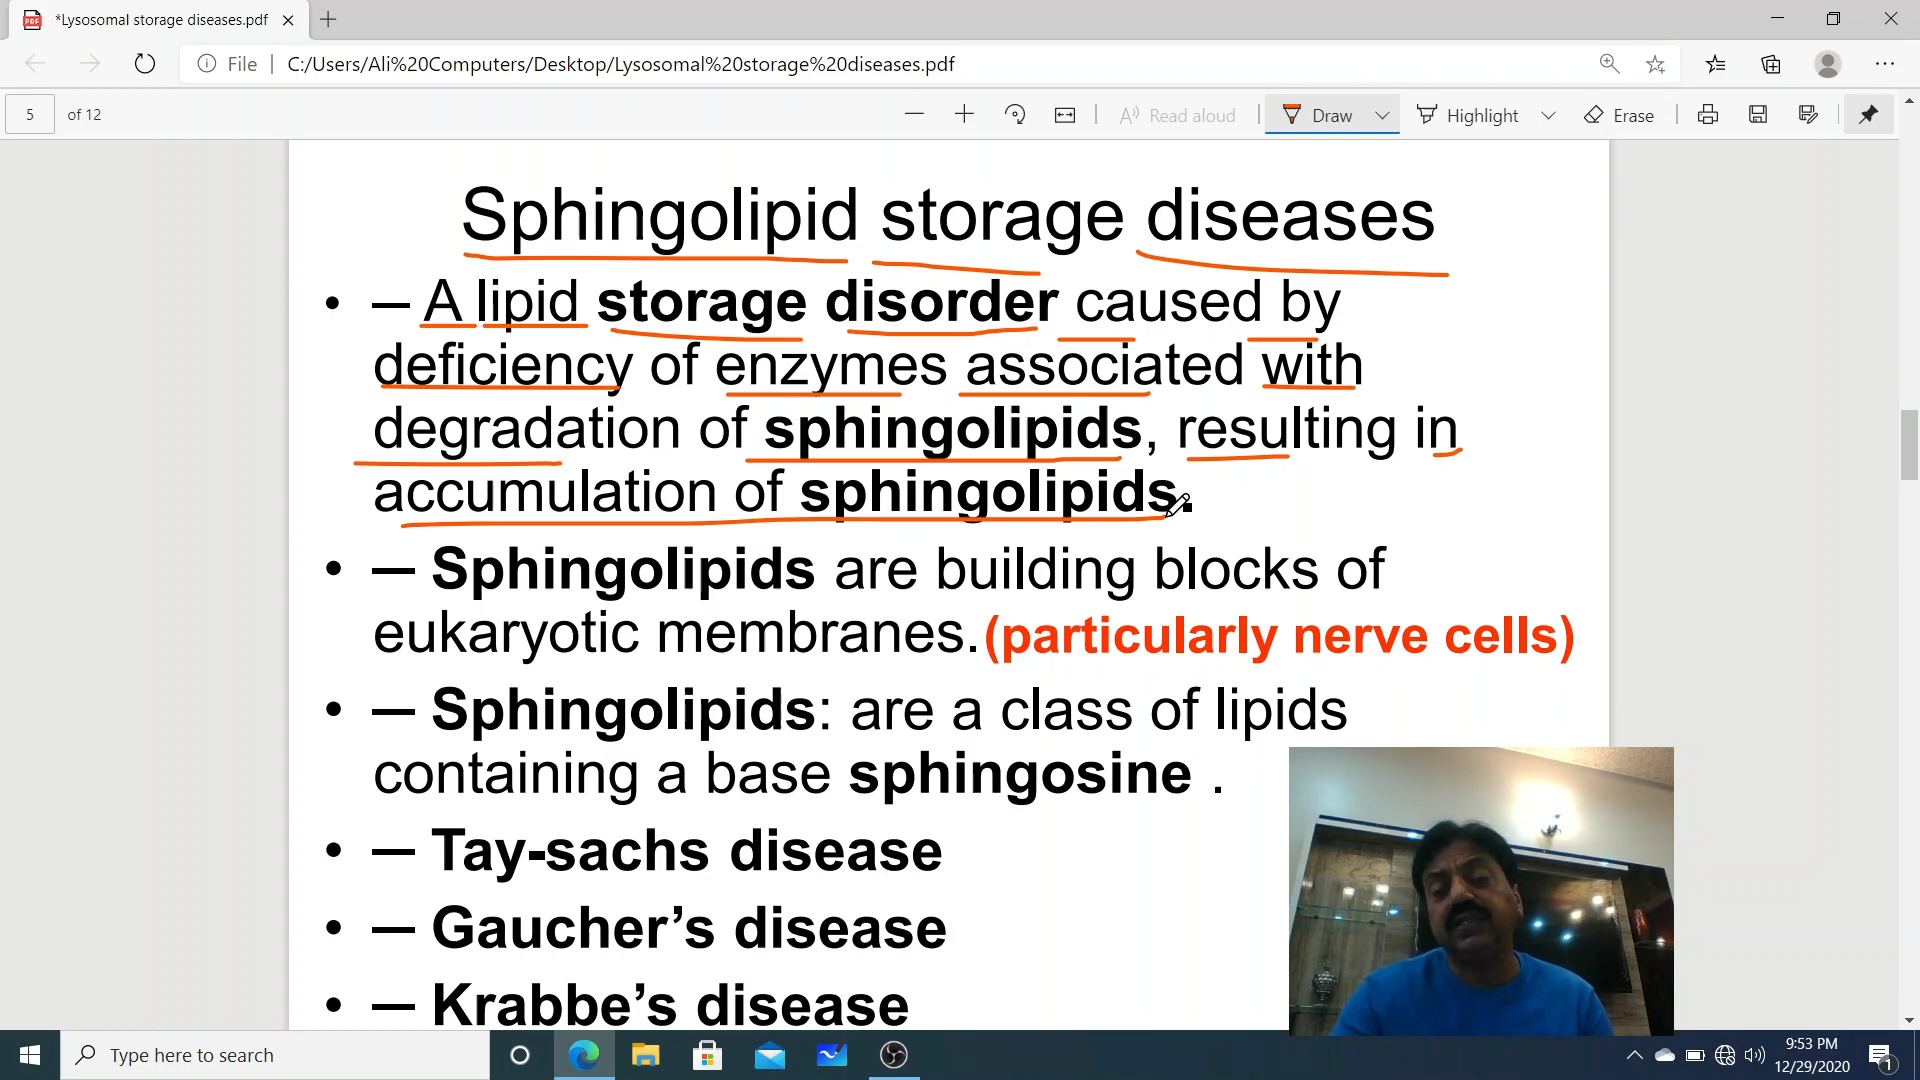 *Lysosomal storage diseases.pdf
File | C:/Users/Ali%20Computers/Desktop/Lysosomal%20storage%20diseases.pdf
5 of 12
Read aloud
Draw
Highlight
Erase
Sphingolipid storage diseases
• — A lipid storage disorder caused by
deficiency of enzymes associated with
degradation of sphingolipids, resulting in
accumulation of sphingolipids.
• — Sphingolipids are building blocks of
eukaryotic membranes.(particularly nerve cells)
• — Sphingolipids: are a class of lipids
containing a base sphingosine .
• — Tay-sachs disease
• — Gaucher’s disease
• — Krabbe’s disease
Type here to search
9:53 PM
12/29/2020
1